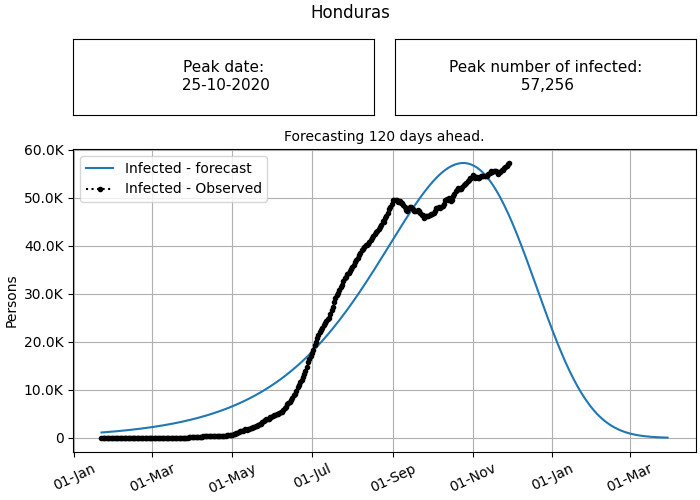 Honduras
Peak date:
25-10-2020
Peak number of infected:
57,256
Forecasting 120 days ahead.
Infected - forecast
Infected - Observed
60.0K
50.0K
40.0K
30.0K
20.0K
10.0K
0
Persons
01-Jan
01-Mar
01-May
01-Jul
01-Sep
01-Nov
01-Jan
01-Mar